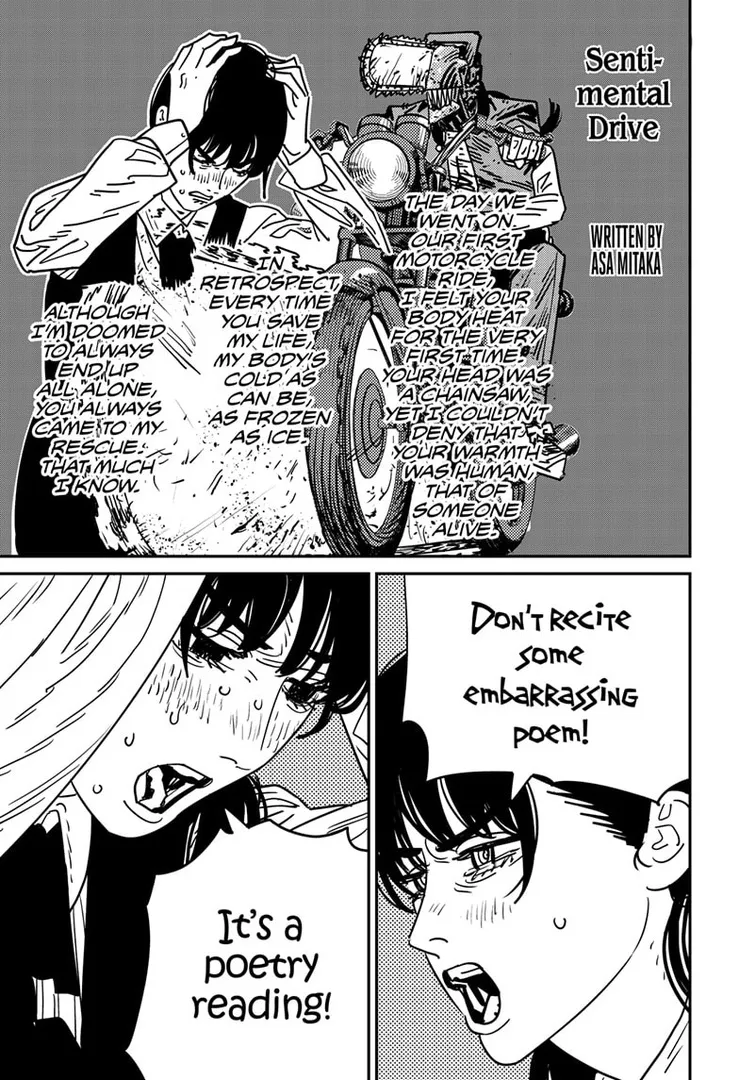 Senti-
mental
Drive
WRITTEN BY
ASA MITAKA
THE DAY WE
WENT ON
OUR FIRST
MOTORCYCLE
RIDE,
I FELT YOUR
BODY HEAT
FOR THE VERY
FIRST TIME.
YOUR HEAD WAS
A CHAINSAW,
YET I COULDN'T
DENY THAT
YOUR WARMTH
WAS HUMAN,
THAT OF
SOMEONE
ALIVE.
IN
RETROSPECT,
EVERY TIME
YOU SAVE
MY LIFE,
MY BODY'S
COLD AS
CAN BE,
AS FROZEN
AS ICE.
ALTHOUGH
I'M DOOMED
TO ALWAYS
END UP
ALL ALONE,
YOU ALWAYS
CAME TO MY
RESCUE.
THAT MUCH
I KNOW.
DON'T RECITE
SOME
EMBARRASSING
POEM!
It's a
poetry
reading!